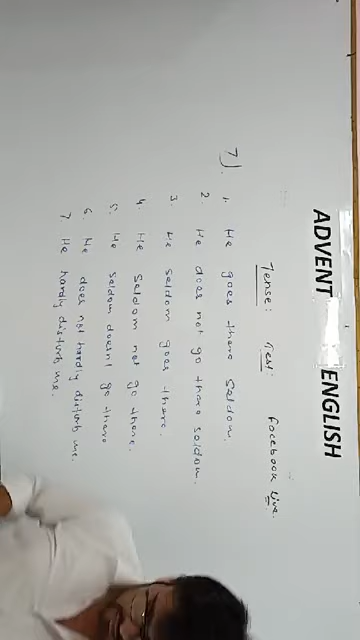 ADVENT ENGLISH
Tense: Test: Facebook Live.
7). 1. He goes there seldom.
2. He does not go there seldom.
3. He seldom goes there.
4. He seldom not go there.
5. He seldom doesn't go there
6. He does not hardly disturb me.
7. He hardly disturb me.